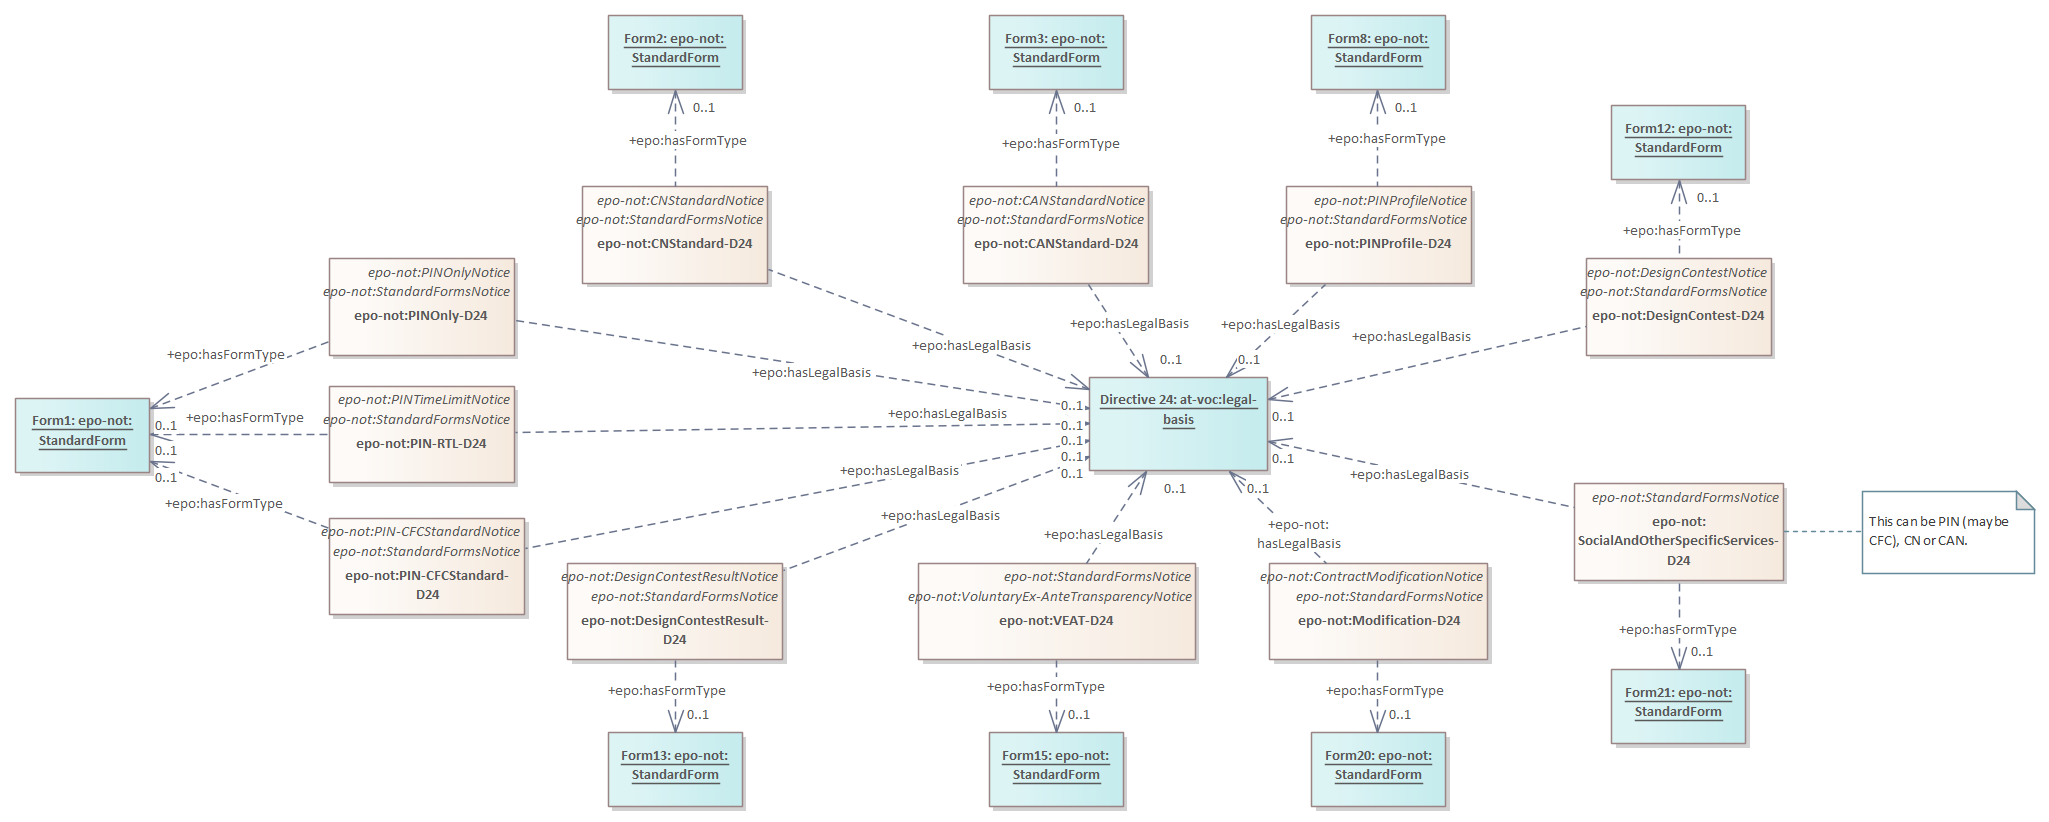 Form2: epo-not:
StandardForm
Form3: epo-not:
StandardForm
Form8: epo-not:
StandardForm
0..1
0..1
0..1
Form12: epo-not:
StandardForm
+epo:hasFormType
+epo:hasFormType
+epo:hasFormType
0..1
epo-not:CNStandardNotice
epo-not:StandardFormsNotice
epo-not:CNStandard-D24
epo-not:CANStandardNotice
epo-not:StandardFormsNotice
epo-not:CANStandard-D24
epo-not:PINProfileNotice
epo-not:StandardFormsNotice
epo-not:PINProfile-D24
+epo:hasFormType
epo-not:PINOnlyNotice
epo-not:StandardFormsNotice
epo-not:PINOnly-D24
epo-not:DesignContestNotice
epo-not:StandardFormsNotice
epo-not:DesignContest-D24
+epo:hasLegalBasis
+epo:hasLegalBasis
+epo:hasLegalBasis
+epo:hasLegalBasis
+epo:hasFormType
0..1
0..1
+epo:hasLegalBasis
Form1: epo-not:
StandardForm
+epo:hasFormType
0..1
0..1
0..1
epo-not:PINTimeLimitNotice
epo-not:StandardFormsNotice
epo-not:PIN-RTL-D24
+epo:hasLegalBasis
0..1
0..1
0..1
0..1
0..1
Directive 24: at-voc:legal-
basis
0..1
0..1
+epo:hasLegalBasis
+epo:hasLegalBasis
0..1
0..1
+epo:hasFormType
epo-not:PIN-CFCStandardNotice
epo-not:StandardFormsNotice
epo-not:PIN-CFCStandard-
D24
+epo:hasLegalBasis
+epo:hasLegalBasis
+epo-not:
hasLegalBasis
epo-not:StandardFormsNotice
epo-not:
SocialAndOtherSpecificServices-
D24
This can be PIN (maybe
CFC), CN or CAN.
epo-not:DesignContestResultNotice
epo-not:StandardFormsNotice
epo-not:DesignContestResult-
D24
epo-not:StandardFormsNotice
epo-not:VoluntaryEx-AnteTransparencyNotice
epo-not:VEAT-D24
epo-not:ContractModificationNotice
epo-not:StandardFormsNotice
epo-not:Modification-D24
+epo:hasFormType
0..1
+epo:hasFormType
0..1
+epo:hasFormType
0..1
+epo:hasFormType
0..1
Form21: epo-not:
StandardForm
Form13: epo-not:
StandardForm
Form15: epo-not:
StandardForm
Form20: epo-not:
StandardForm